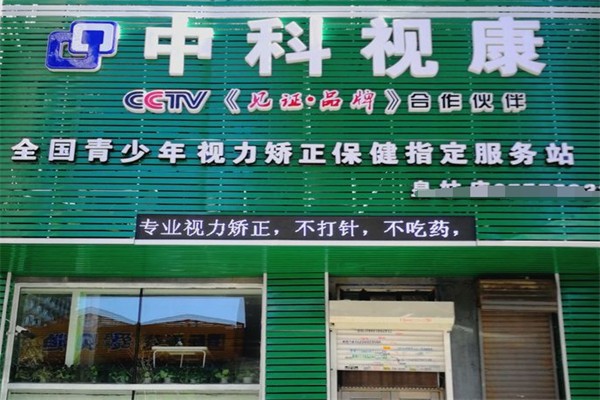 中科视康
CCTV《见证·品牌》合作伙伴
全国青少年视力矫正保健指定服务站
专业视力矫正，不打针，不吃药，